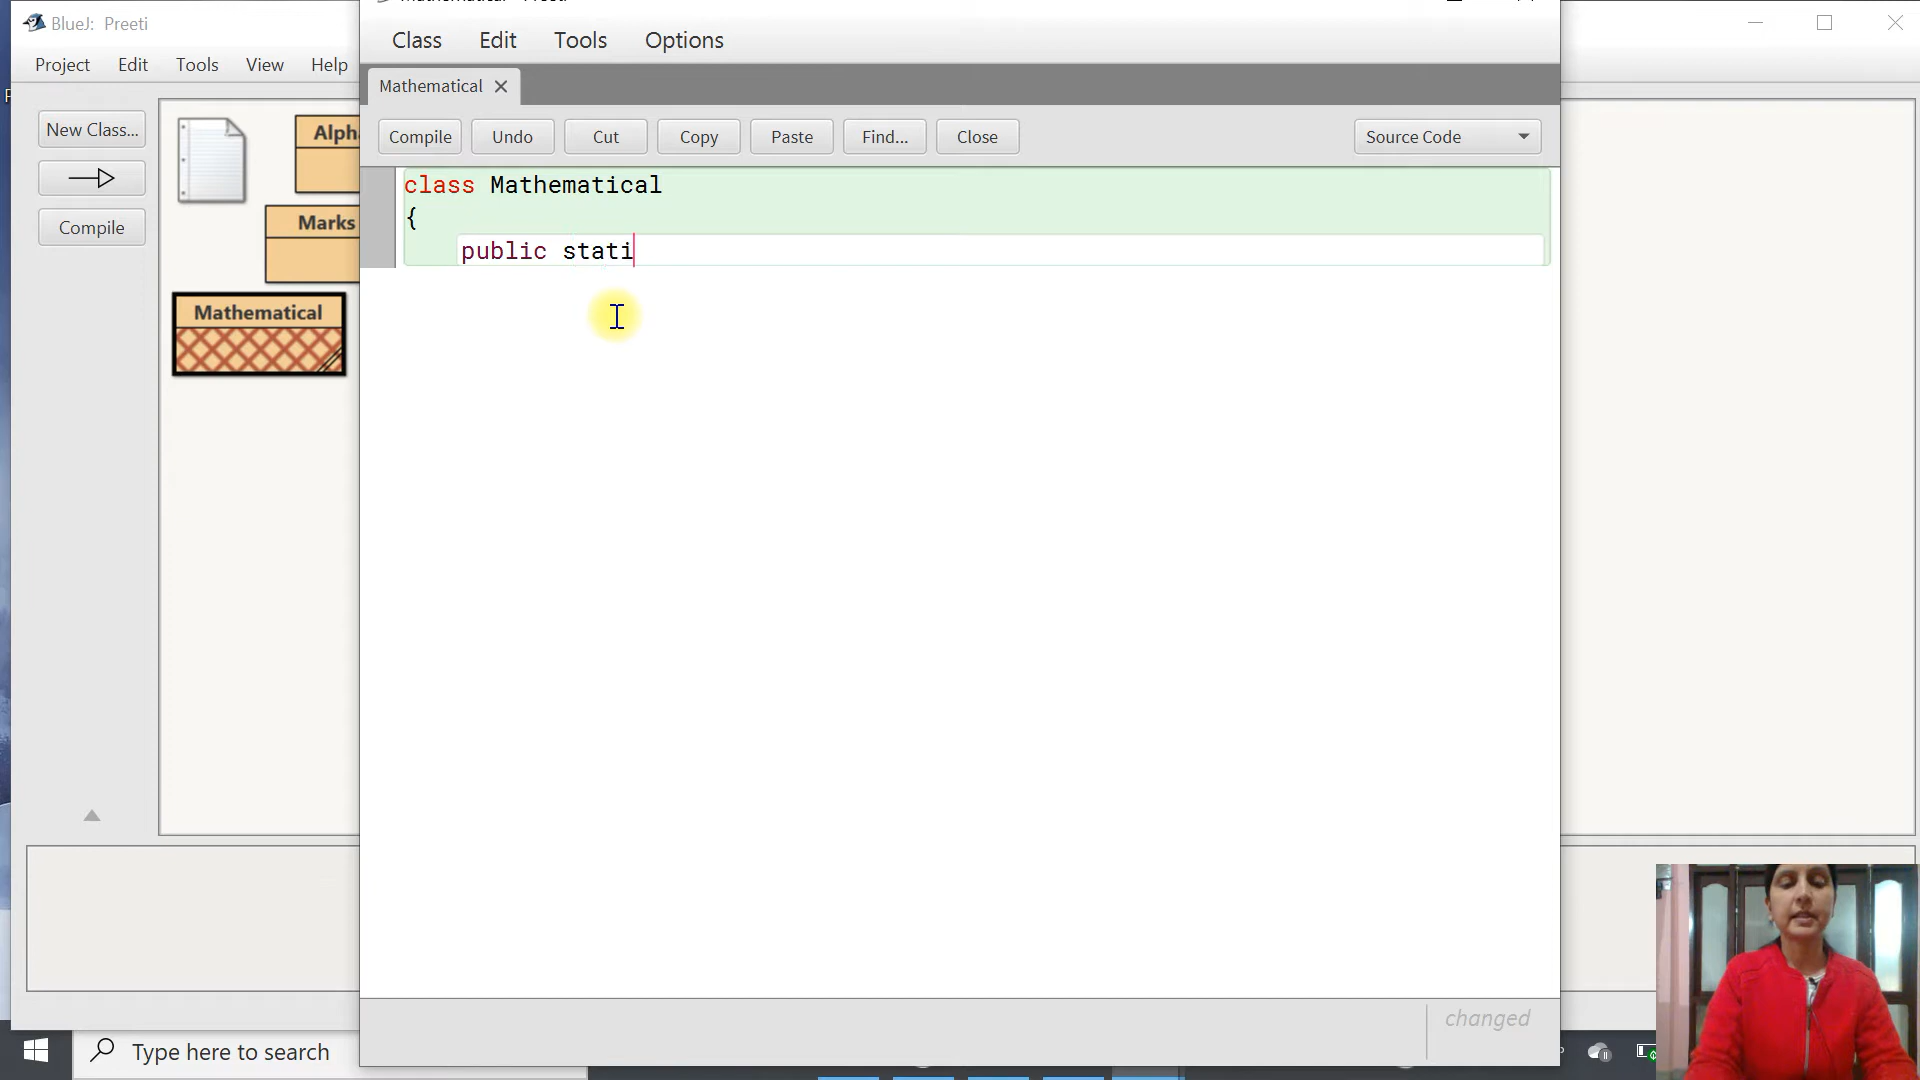 BlueJ: Preeti
Project Edit Tools View Help
New Class...
Compile
Marks
Mathematical
Class Edit Tools Options
Mathematical
Compile Undo Cut Copy Paste Find... Close Source Code
class Mathematical
{
public stati
changed
Type here to search